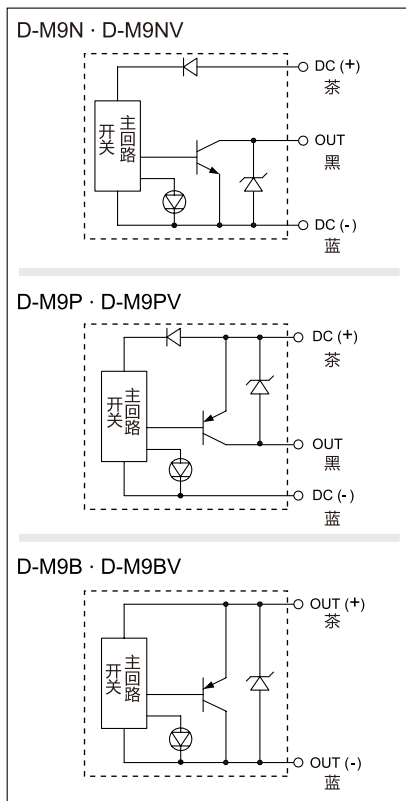 D-M9N · D-M9NV
DC (+)
茶
开关
主回路
OUT
黑
DC (-)
蓝
D-M9P · D-M9PV
DC (+)
茶
开关
主回路
OUT
黑
DC (-)
蓝
D-M9B · D-M9BV
OUT (+)
茶
开关
主回路
OUT (-)
蓝